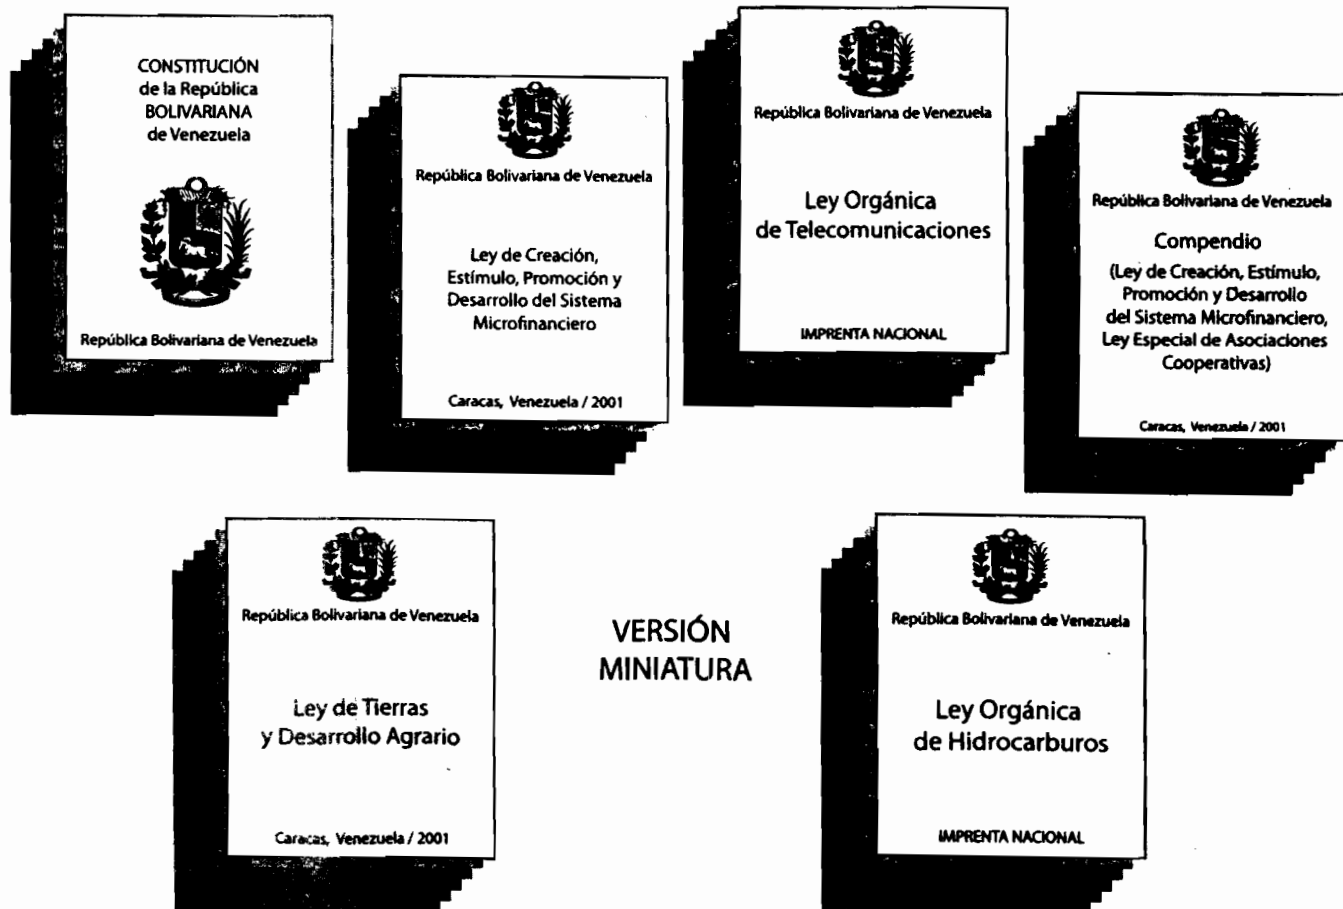 CONSTITUCIÓN
de la República
BOLIVARIANA
de Venezuela
República Bolivariana de Venezuela
República Bolivariana de Venezuela
Ley de Creación,
Estímulo, Promoción y
Desarrollo del Sistema
Microfinanciero
Caracas, Venezuela / 2001
República Bolivariana de Venezuela
Ley Orgánica
de Telecomunicaciones
IMPRENTA NACIONAL
República Bolivariana de Venezuela
Compendio
(Ley de Creación, Estímulo,
Promoción y Desarrollo
del Sistema Microfinanciero,
Ley Especial de Asociaciones
Cooperativas)
Caracas, Venezuela / 2001
República Bolivariana de Venezuela
Ley de Tierras
y Desarrollo Agrario
Caracas, Venezuela / 2001
VERSIÓN
MINIATURA
República Bolivariana de Venezuela
Ley Orgánica
de Hidrocarburos
IMPRENTA NACIONAL